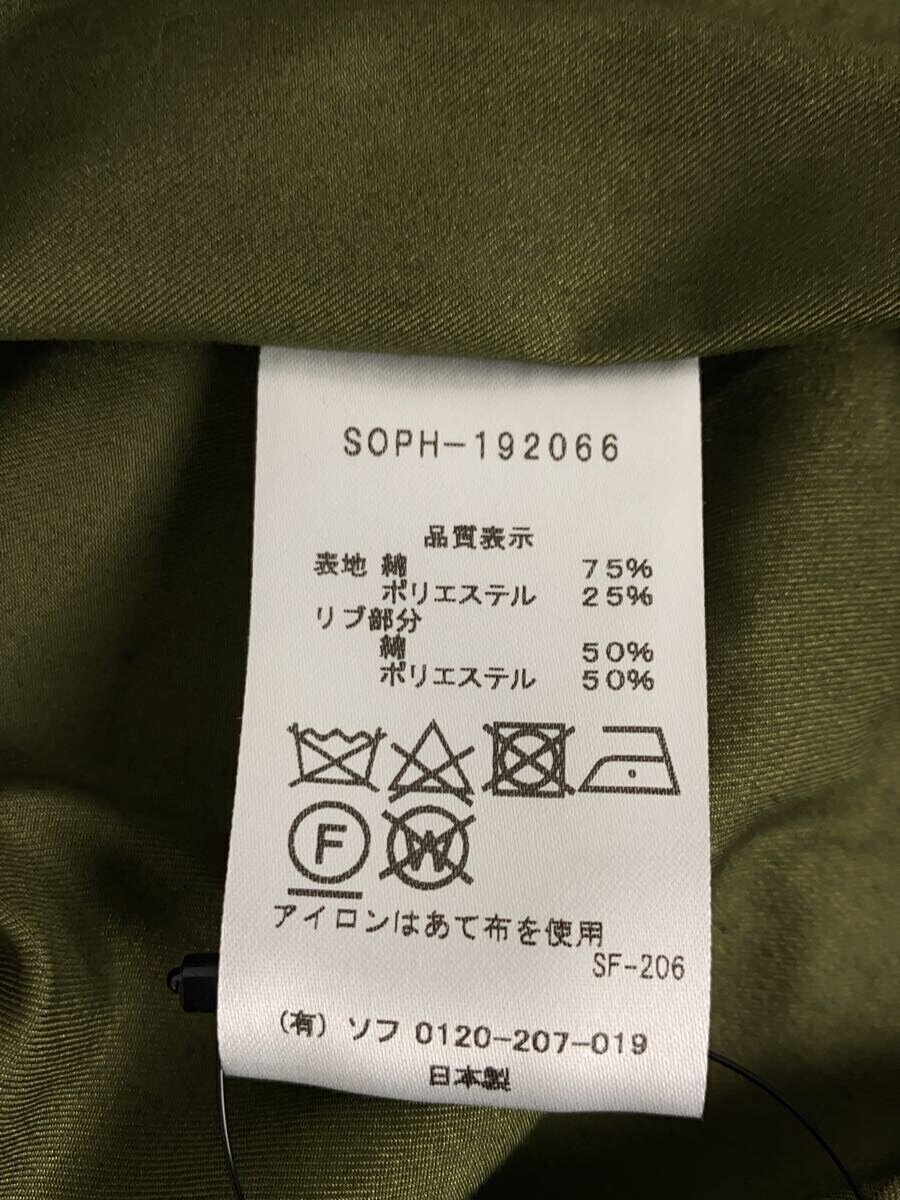 SOPH-192066
品質表示
表地 綿 75%
ポリエステル 25%
リブ部分
綿 50%
ポリエステル 50%
F W
アイロンはあて布を使用
SF-206
(有) ソフ 0120-207-019
日本製